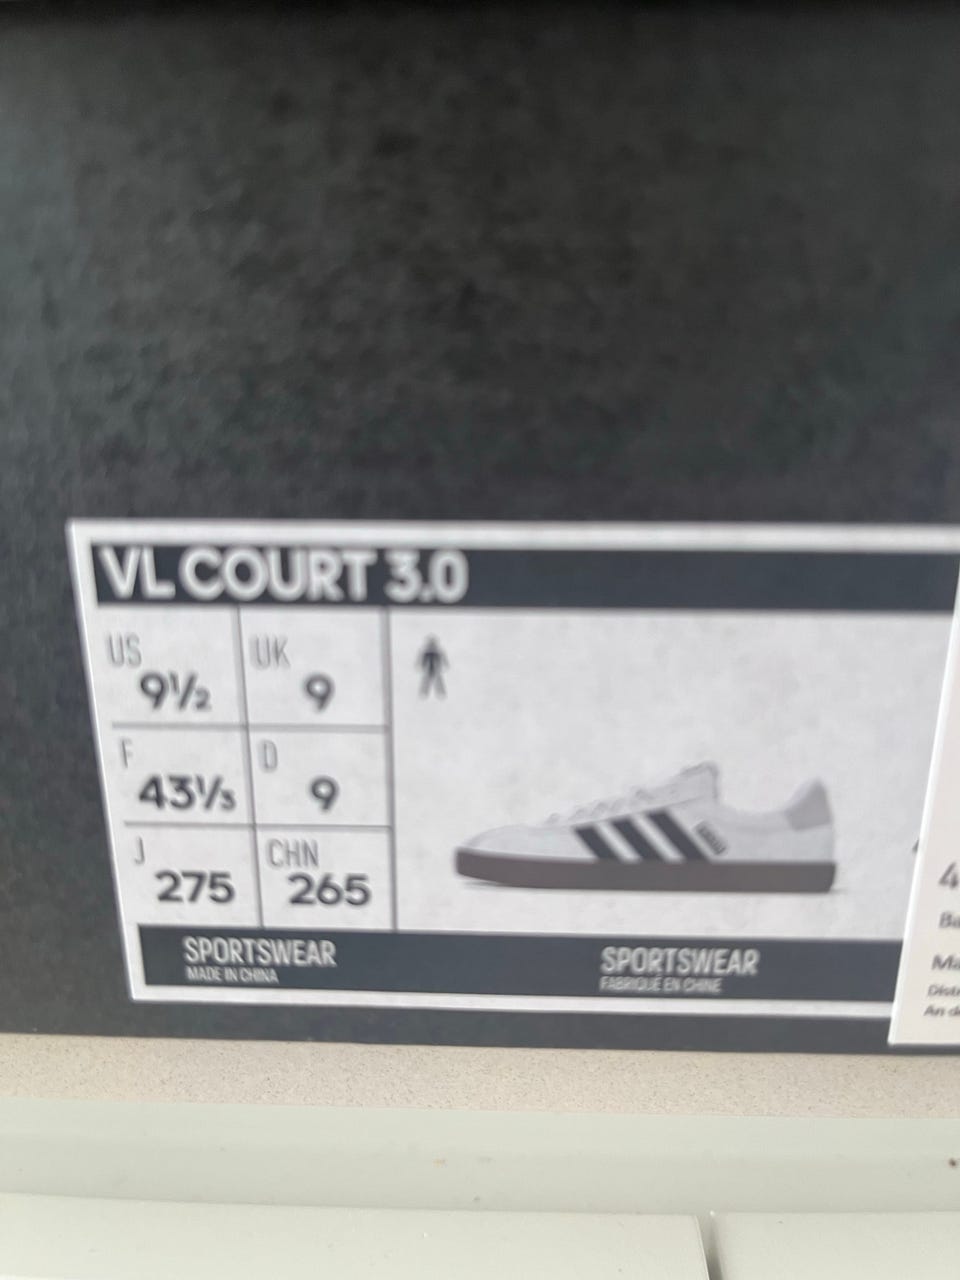 VL COURT 3.0
US 9½ UK 9
F 43⅓ D 9
J 275 CHN 265
SPORTSWEAR
MADE IN CHINA
SPORTSWEAR
FABRIQUÉ EN CHINE
4